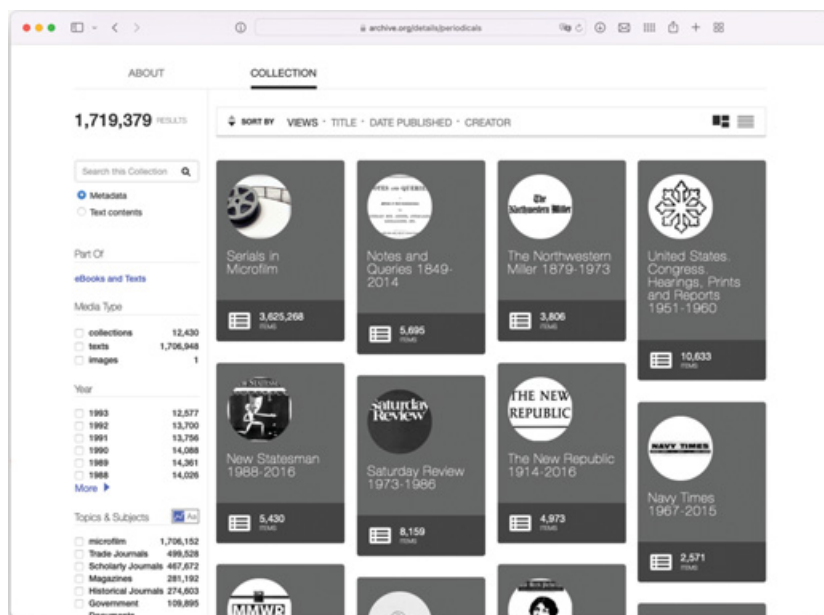 archive.org/details/periodicals
ABOUT
COLLECTION
1,719,379 RESULTS
SORT BY VIEWS · TITLE · DATE PUBLISHED · CREATOR
Search this Collection
Metadata
Text contents
Part Of
eBooks and Texts
Media Type
collections 12,430
texts 1,706,948
images 1
Year
1993 12,577
1992 13,700
1991 13,756
1990 14,088
1989 14,361
1988 14,026
More
Topics & Subjects
Aa
microfilm 1,706,152
Trade Journals 499,528
Scholarly Journals 467,672
Magazines 281,192
Historical Journals 274,603
Government 109,895
Documents
Serials in
Microfilm
3,625,268
ITEMS
NOTES AND QUERIES
Notes and
Queries 1849-
2014
5,695
ITEMS
The
Northwestern Miller
The Northwestern
Miller 1879-1973
3,806
ITEMS
United States.
Congress.
Hearings, Prints
and Reports
1951-1960
10,633
ITEMS
New Statesman
1988-2016
5,430
ITEMS
Saturday
Review
Saturday Review
1973-1986
8,159
ITEMS
THE NEW
REPUBLIC
The New Republic
1914-2016
4,973
ITEMS
NAVY TIMES
Navy Times
1967-2015
2,571
ITEMS
MMWR